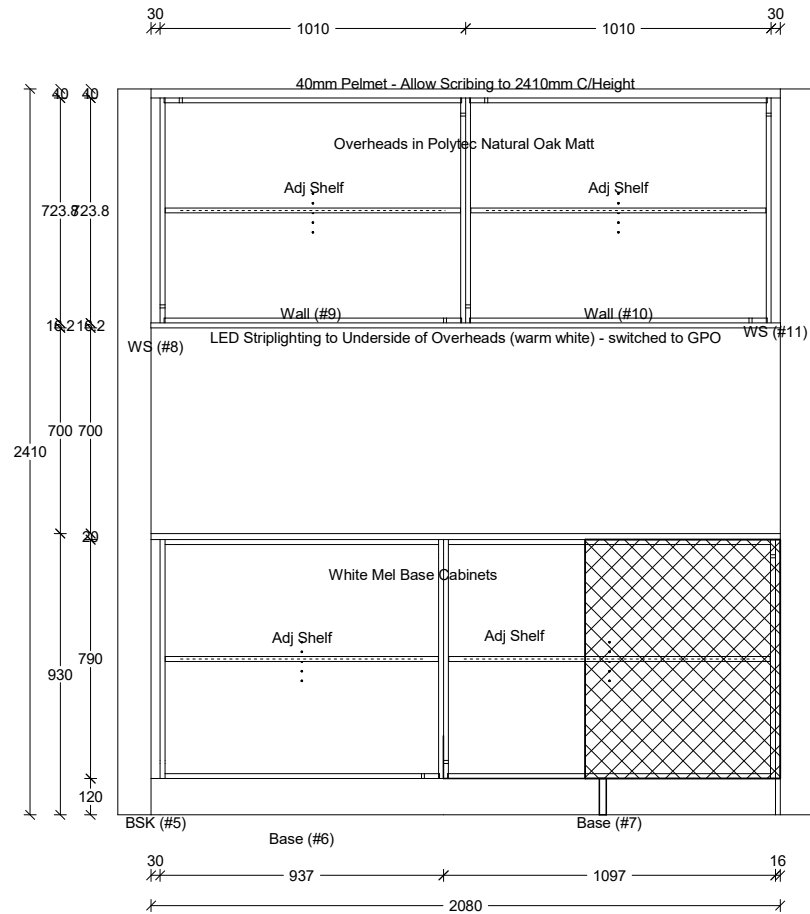 30 30
1010 1010
40mm Pelmet - Allow Scribing to 2410mm C/Height
40 40
Overheads in Polytec Natural Oak Matt
Adj Shelf Adj Shelf
723.8 723.8
Wall (#9) Wall (#10)
16.2 16.2
WS (#11)
LED Striplighting to Underside of Overheads (warm white) - switched to GPO
WS (#8)
700 700
2410
20
White Mel Base Cabinets
Adj Shelf Adj Shelf
790
930
120
BSK (#5) Base (#7)
Base (#6)
30 16
937 1097
2080